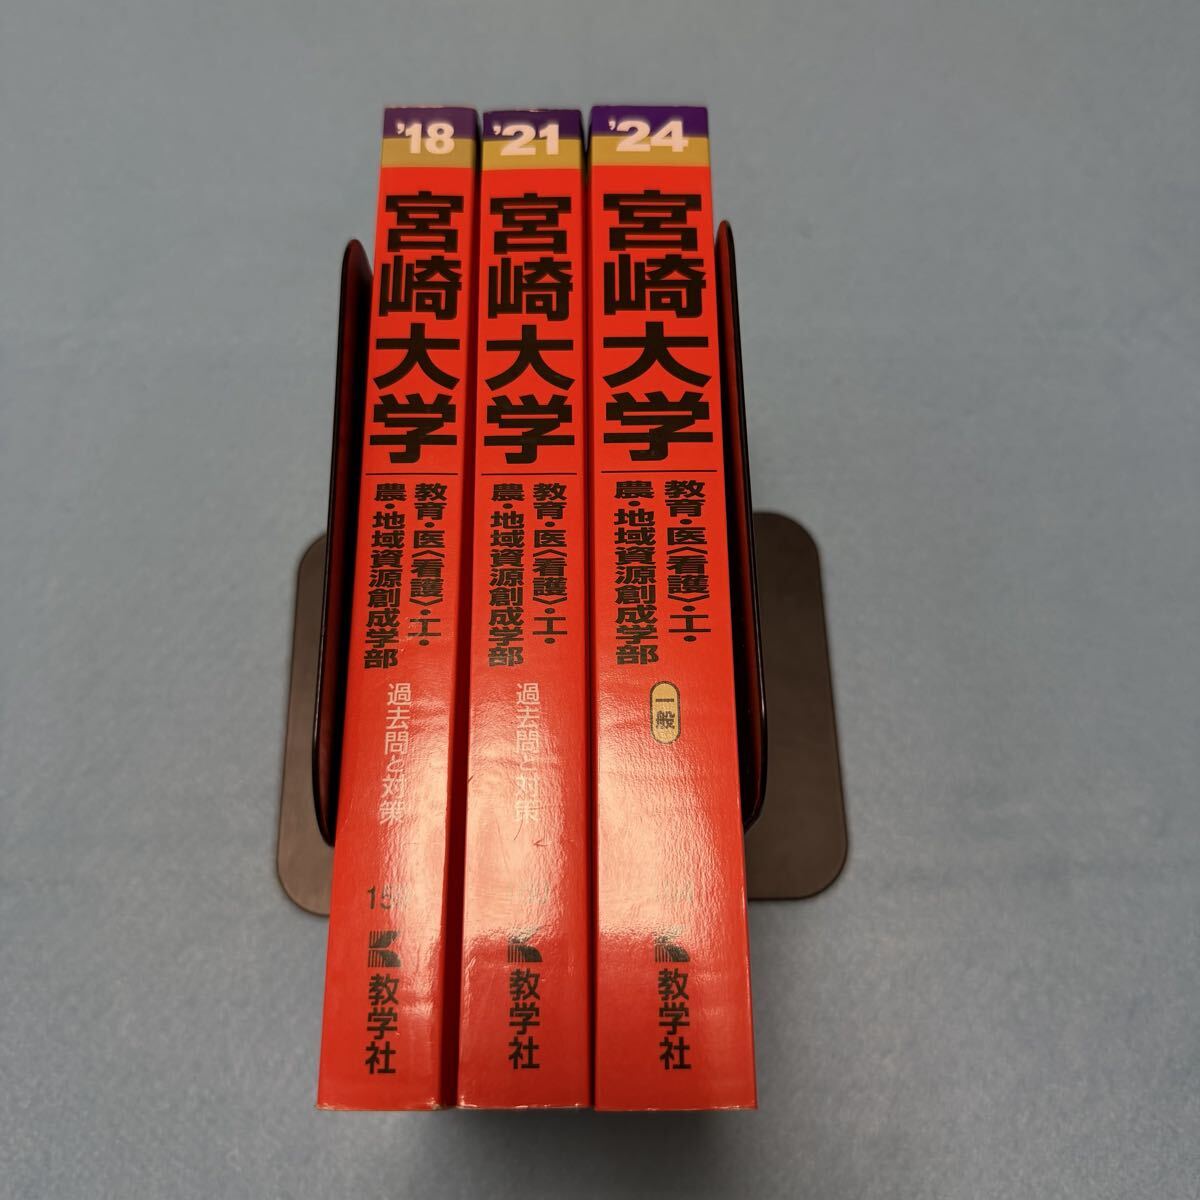 '18
宮崎大学
教育・医〈看護〉・工・
農・地域資源創成学部
過去問と対策
教学社
'21
宮崎大学
教育・医〈看護〉・工・
農・地域資源創成学部
過去問と対策
教学社
'24
宮崎大学
教育・医〈看護〉・工・
農・地域資源創成学部
一般
教学社